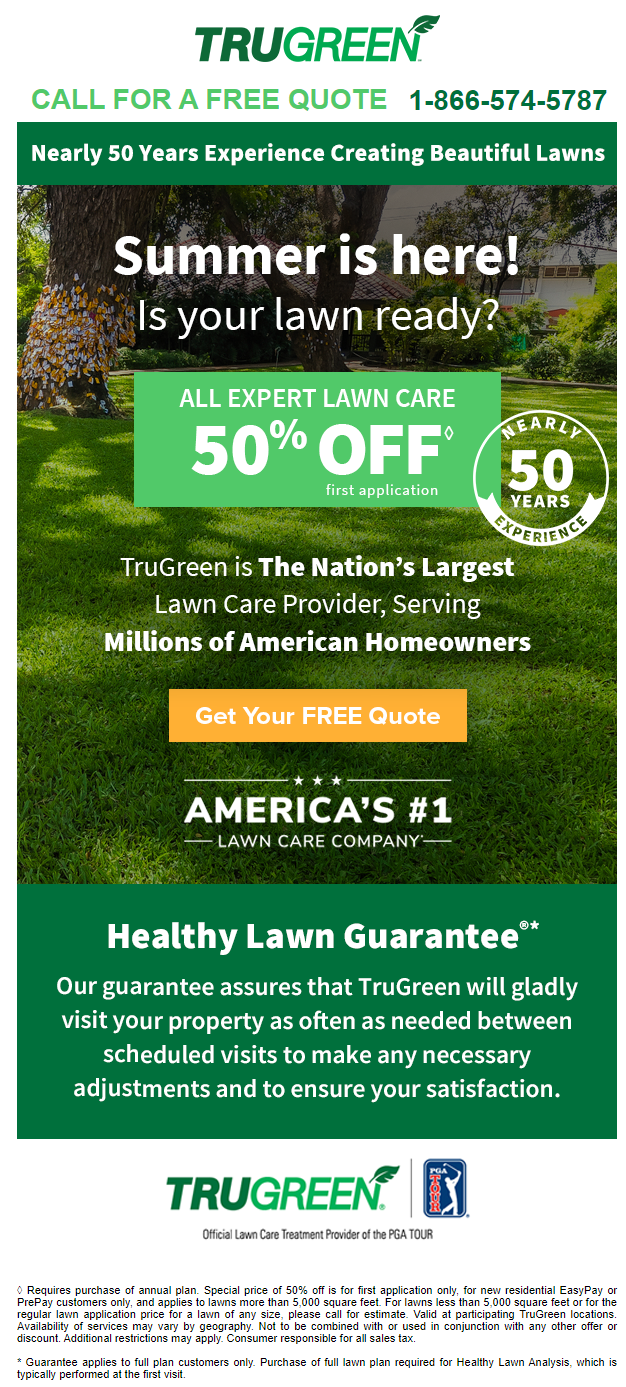 TRUGREEN
CALL FOR A FREE QUOTE 1-866-574-5787
Nearly 50 Years Experience Creating Beautiful Lawns
Summer is here!
Is your lawn ready?
ALL EXPERT LAWN CARE
50% OFF◊
first application
NEARLY
50
YEARS
EXPERIENCE
TruGreen is The Nation's Largest
Lawn Care Provider, Serving
Millions of American Homeowners
Get Your FREE Quote
AMERICA'S #1
LAWN CARE COMPANY
Healthy Lawn Guarantee®*
Our guarantee assures that TruGreen will gladly
visit your property as often as needed between
scheduled visits to make any necessary
adjustments and to ensure your satisfaction.
TRUGREEN® PGA TOUR
Official Lawn Care Treatment Provider of the PGA TOUR
◊ Requires purchase of annual plan. Special price of 50% off is for first application only, for new residential EasyPay or
PrePay customers only, and applies to lawns more than 5,000 square feet. For lawns less than 5,000 square feet or for the
regular lawn application price for a lawn of any size, please call for estimate. Valid at participating TruGreen locations.
Availability of services may vary by geography. Not to be combined with or used in conjunction with any other offer or
discount. Additional restrictions may apply. Consumer responsible for all sales tax.
* Guarantee applies to full plan customers only. Purchase of full lawn plan required for Healthy Lawn Analysis, which is
typically performed at the first visit.